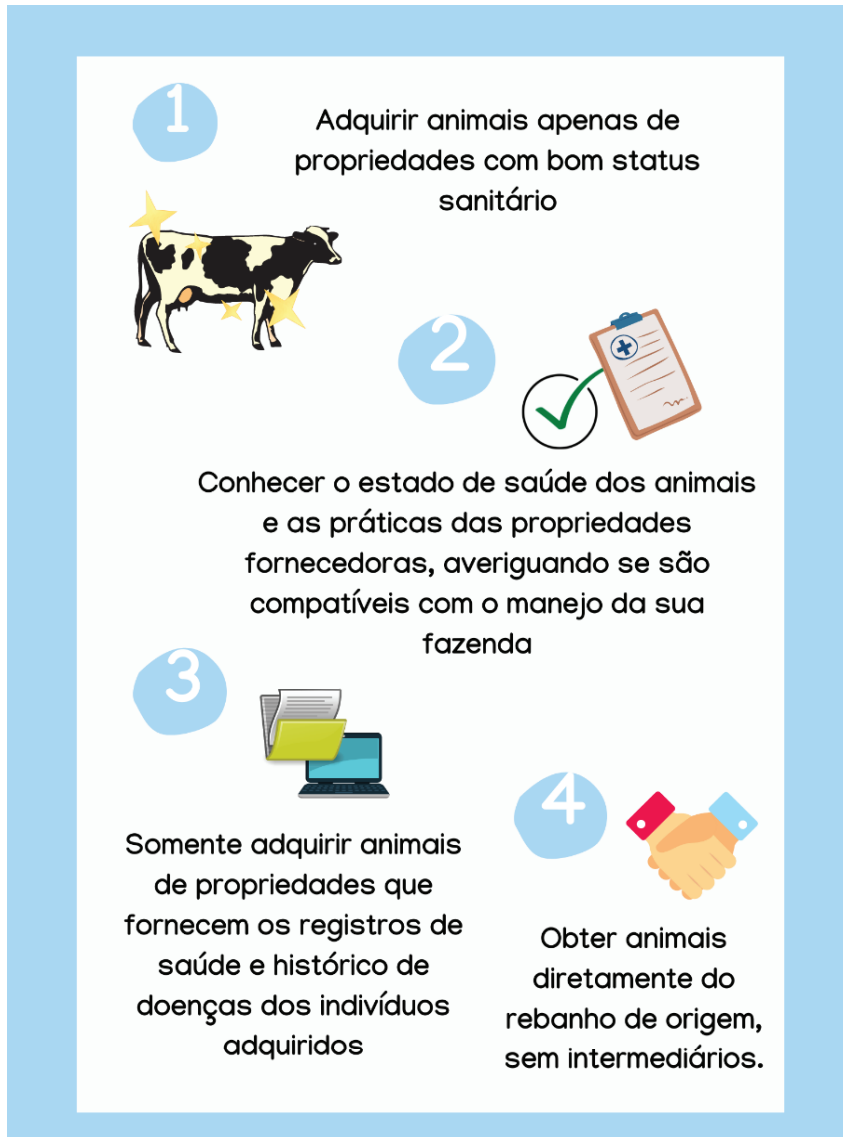 1
Adquirir animais apenas de
propriedades com bom status
sanitário
2
Conhecer o estado de saúde dos animais
e as práticas das propriedades
fornecedoras, averiguando se são
compatíveis com o manejo da sua
fazenda
3
Somente adquirir animais
de propriedades que
fornecem os registros de
saúde e histórico de
doenças dos indivíduos
adquiridos
4
Obter animais
diretamente do
rebanho de origem,
sem intermediários.